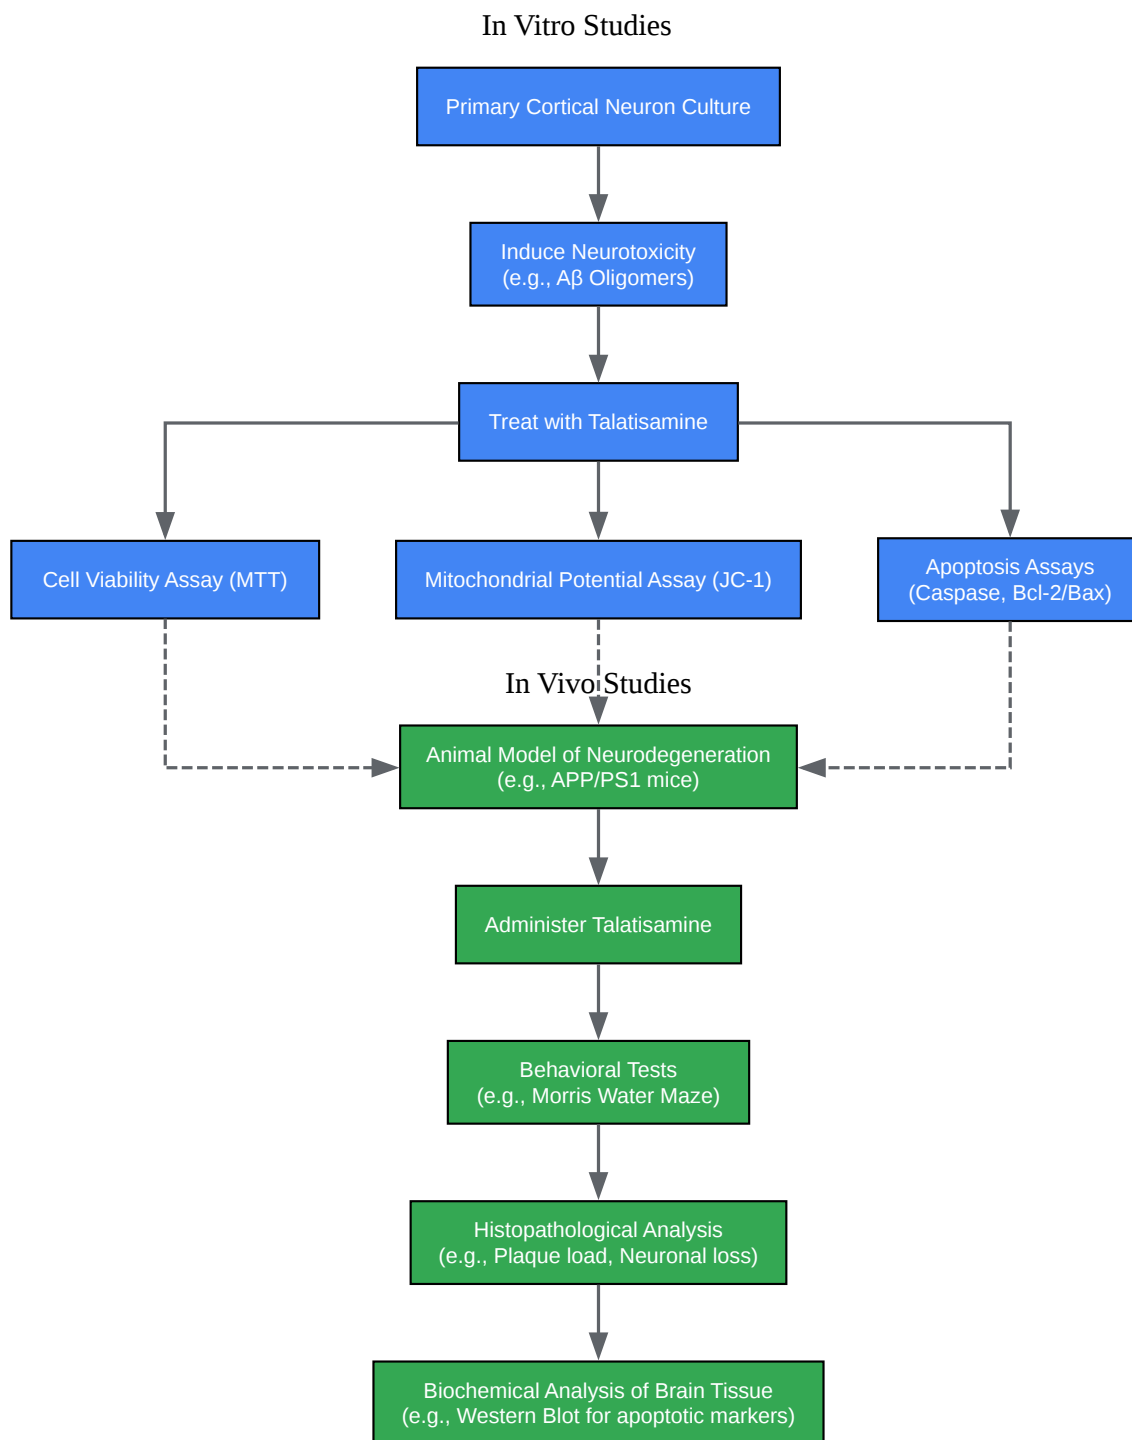 In Vitro Studies
Primary Cortical Neuron Culture
Induce Neurotoxicity
(e.g., Aβ Oligomers)
Treat with Talatisamine
Cell Viability Assay (MTT)
Mitochondrial Potential Assay (JC-1)
Apoptosis Assays
(Caspase, Bcl-2/Bax)
In Vivo Studies
Animal Model of Neurodegeneration
(e.g., APP/PS1 mice)
Administer Talatisamine
Behavioral Tests
(e.g., Morris Water Maze)
Histopathological Analysis
(e.g., Plaque load, Neuronal loss)
Biochemical Analysis of Brain Tissue
(e.g., Western Blot for apoptotic markers)